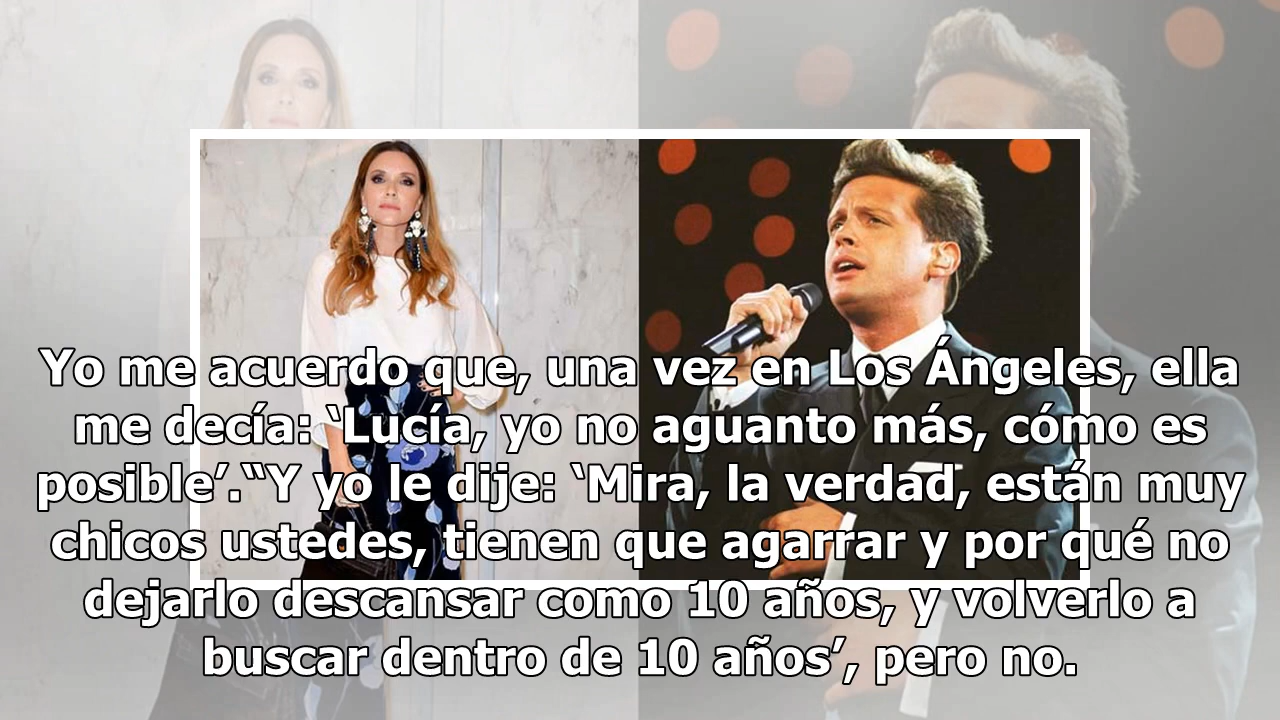 Yo me acuerdo que, una vez en Los Ángeles, ella
me decía: ‘Lucía, yo no aguanto más, cómo es
posible’.“Y yo le dije: ‘Mira, la verdad, están muy
chicos ustedes, tienen que agarrar y por qué no
dejarlo descansar como 10 años, y volverlo a
buscar dentro de 10 años’, pero no.